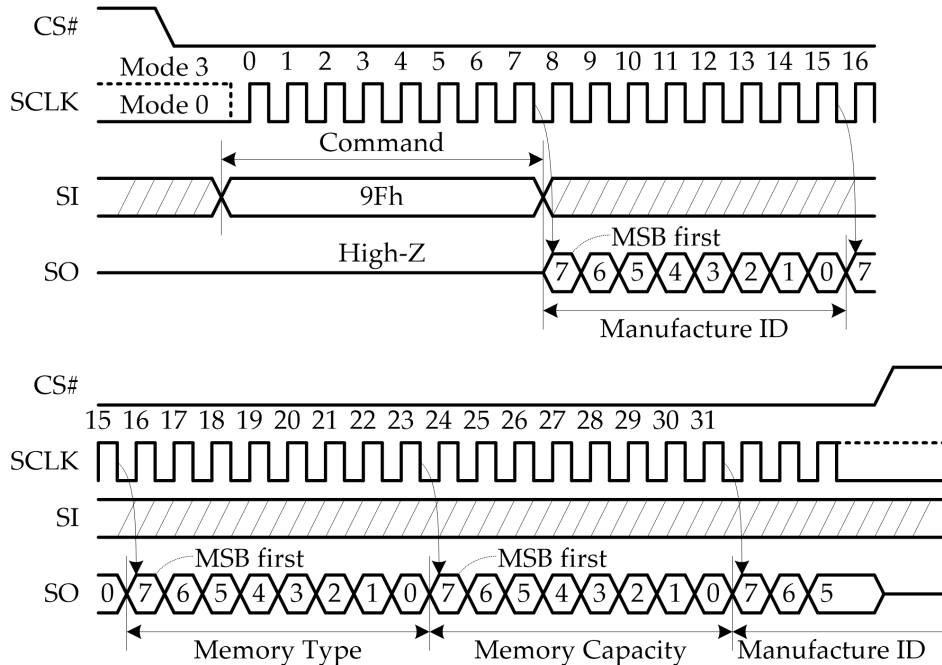 CS#
0 1 2 3 4 5 6 7 8 9 10 11 12 13 14 15 16
Mode 3
SCLK Mode 0
Command
SI 9Fh
High-Z MSB first
SO 7 6 5 4 3 2 1 0 7
Manufacture ID
CS#
15 16 17 18 19 20 21 22 23 24 25 26 27 28 29 30 31
SCLK
SI
MSB first MSB first
SO 0 7 6 5 4 3 2 1 0 7 6 5 4 3 2 1 0 7 6 5
Memory Type Memory Capacity Manufacture ID